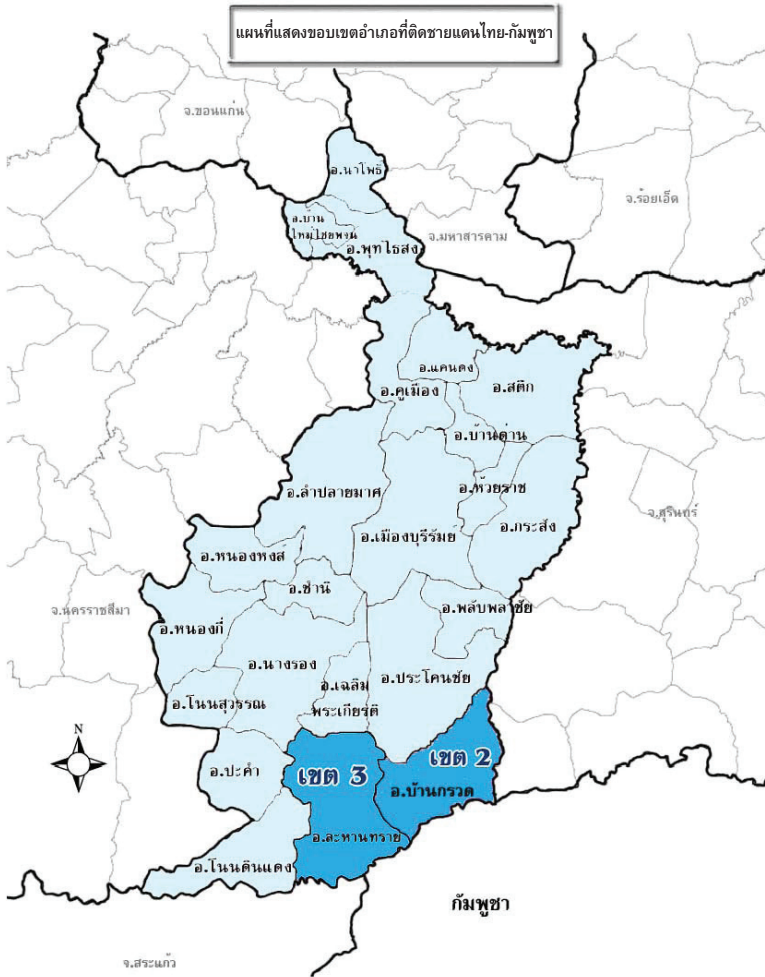 แผนที่แสดงขอบเขตอำเภอที่ติดชายแดนไทย-กัมพูชา
จ.ขอนแก่น
อ.นาโพธิ์
จ.ร้อยเอ็ด
อ.บ้าน
ใหม่ไชยพจน์
จ.มหาสารคาม
อ.พุทไธสง
อ.แคนดง
อ.สตึก
อ.คูเมือง
อ.บ้านด่าน
อ.ลำปลายมาศ
อ.ห้วยราช
จ.สุรินทร์
อ.กระสัง
อ.เมืองบุรีรัมย์
อ.หนองหงส์
อ.ชำนิ
จ.นครราชสีมา
อ.พลับพลาชัย
อ.หนองกี่
อ.นางรอง
อ.ประโคนชัย
อ.เฉลิม
พระเกียรติ
อ.โนนสุวรรณ
N
เขต 2
อ.ปะคำ
เขต 3
อ.บ้านกรวด
อ.ละหานทราย
อ.โนนดินแดง
กัมพูชา
จ.สระแก้ว